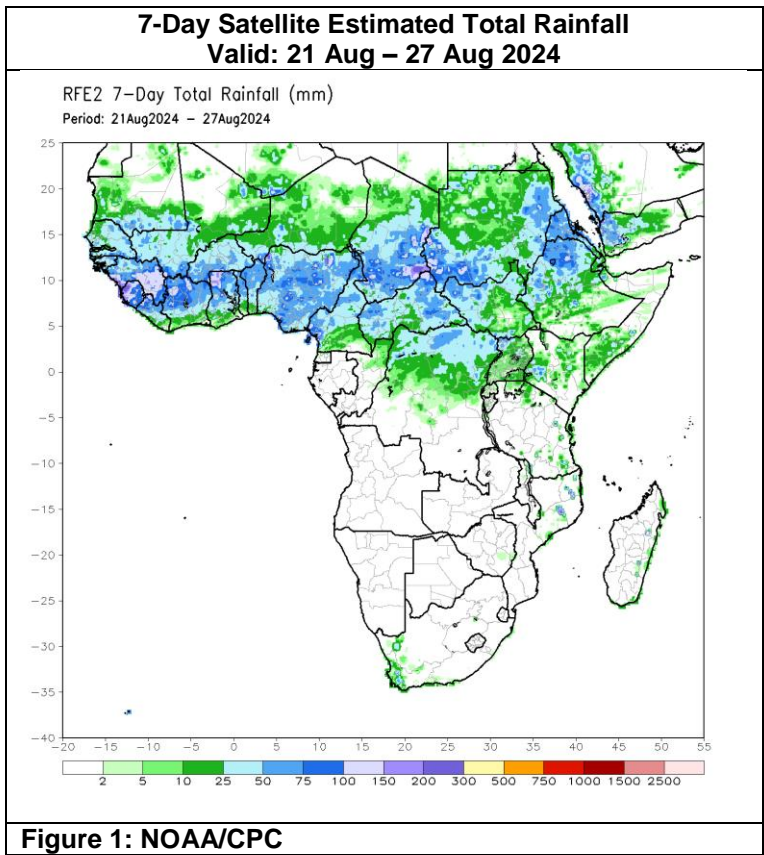 7-Day Satellite Estimated Total Rainfall
Valid: 21 Aug – 27 Aug 2024
RFE2 7-Day Total Rainfall (mm)
Period: 21Aug2024 – 27Aug2024
25
20
15
10
5
0
−5
−10
−15
−20
−25
−30
−35
−40
−20 −15 −10 −5 0 5 10 15 20 25 30 35 40 45 50 55
2 5 10 25 50 75 100 150 200 300 500 750 1000 1500 2500
Figure 1: NOAA/CPC